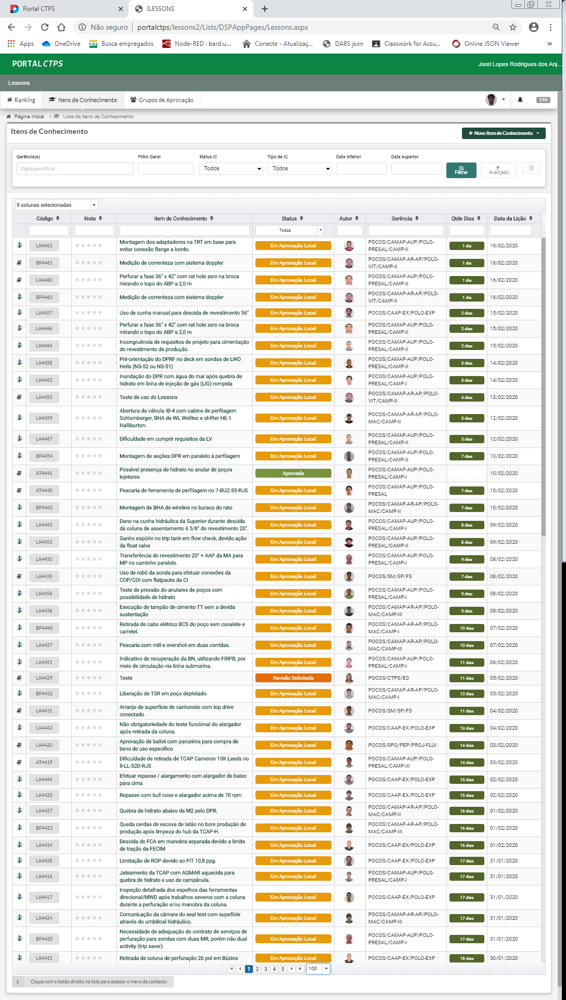 Portal CTPS
ILESSONS
Não seguro | portalctps/lessons2/Lists/DSPAppPages/Lessons.aspx
Apps OneDrive Busca empregados Node-RED : bard.u... Conecte - Atualizaç... DABS json Classwork for Assu... Online JSON Viewer »
PORTAL CTPS
Jorel Lopes Rodrigues dos Anj...
Lessons
Ranking Itens de Conhecimento Grupos de Aprovação 1.5.0
Página Inicial > Lista de Itens de Conhecimento
Itens de Conhecimento
+ Novo Item de Conhecimento
Gerência(s) Filtro Geral Status IC Tipo de IC Data Inferior Data superior
Digite para filtrar ... Todos Todos Filtrar Avançado
9 colunas selecionadas
Código Nota Item de Conhecimento Status Autor Gerência Qtde Dias Data da Lição
Todos
LA4463 Montagem dos adaptadores na TRT em base para evitar conexão flange a bordo. Em Aprovação Local POCOS/CAMAP-AUP/POLO-PRESAL/CAMP-II 1 dia 16/02/2020
BP4461 Medição de correnteza com sistema doppler Em Aprovação Local POCOS/CAMAP-AR-AP/POLO-VIT/CAMP-II 1 dia 16/02/2020
LA4460 Perfurar a fase 36" x 42" com rat hole zero na broca mirando o topo do ABP a 2,0 m Em Aprovação Local POCOS/CAMAP-AUP/POLO-PRESAL/CAMP-II 1 dia 16/02/2020
BP4465 Medição de correnteza com sistema doppler Em Aprovação Local POCOS/CAMAP-AR-AP/POLO-VIT/CAMP-II 1 dia 16/02/2020
LA4457 Uso de cunha manual para descida de revestimento 36" Em Aprovação Local POCOS/CAAP-EX/POLO-EXP 2 dias 15/02/2020
LA4466 Perfurar a fase 36" x 42" com rat hole zero na broca mirando o topo do ABP a 2,0 m Em Aprovação Local POCOS/CAMAP-AUP/POLO-PRESAL/CAMP-II 2 dias 15/02/2020
LA4464 Incongruência de requisitos de projeto para cimentação do revestimento de produção Em Aprovação Local POCOS/CAMAP-AUP/POLO-PRESAL/CAMP-II 2 dias 15/02/2020
LA4458 Pré-orientação do DPRF no deck em sondas de LWO Helix (NS-52 ou NS-51) Em Aprovação Local POCOS/CAMAP-AUP/POLO-PRESAL/CAMP-II 3 dias 14/02/2020
LA4462 Inundação do DPR com água do mar após quebra de hidrato em linha de injeção de gás (LIG) rompida Em Aprovação Local POCOS/CAMAP-AUP/POLO-PRESAL/CAMP-I 3 dias 14/02/2020
LA4455 Teste de uso do Lessons Em Aprovação Local POCOS/CAMAP-AR-AP/POLO-VIT/CAMP-II 4 dias 13/02/2020
LA4459 Abertura da válvula IB-4 com cabine de perfilagem Schlumberger, BHA de WL Welltec e shifter HE-1 Halliburton. Em Aprovação Local POCOS/CAMAP-AR-AP/POLO-MAC/CAMP-II 5 dias 12/02/2020
LA4467 Dificuldade em cumprir requisitos da LV Em Aprovação Local POCOS/CAMAP-AUP/POLO-PRESAL/CAMP-II 5 dias 12/02/2020
BP4454 Montagem de seções DPR em paralelo à perfilagem Em Aprovação Local POCOS/CAMAP-AUP/POLO-PRESAL/CAMP-II 7 dias 10/02/2020
AT4441 Possível presença de hidrato no anular de poços injetores Aprovada POCOS/CAMAP-AUP/POLO-PRESAL/CAMP-I - 10/02/2020
AT4440 Pescaria de ferramenta de perfilagem no 7-BUZ-33-RJS Em Aprovação Local POCOS/CAMAP-AUP/POLO-PRESAL 7 dias 10/02/2020
BP4442 Montagem de BHA de wireline no buraco do rato Em Aprovação Local POCOS/CAMAP-AR-AP/POLO-MAC/CAMP-II 7 dias 10/02/2020
LA4445 Dano na cunha hidráulica da Superior durante descida da coluna de assentamento 6 5/8" do revestimento 20". Em Aprovação Local POCOS/CAMAP-AUP/POLO-PRESAL/CAMP-I 8 dias 09/02/2020
LA4452 Ganho espúrio no trip tank em flow check, devido ação da float valve Em Aprovação Local POCOS/CAMAP-AUP/POLO-PRESAL/CAMP-II 8 dias 09/02/2020
LA4450 Transferência do revestimento 20" + AAP da MA para MP no caminho paralelo. Em Aprovação Local POCOS/CAMAP-AUP/POLO-PRESAL/CAMP-I 9 dias 08/02/2020
LA4439 Uso de robô da sonda para efetuar conexões da COP/COI com flatpacks da CI Em Aprovação Local POCOS/SM/SP/FS 7 dias 08/02/2020
LA4456 Teste de pressão do anulares de poços com possibilidade de hidrato Em Aprovação Local POCOS/CAMAP-AUP/POLO-PRESAL/CAMP-I 9 dias 08/02/2020
LA4436 Execução de tampão de cimento TT sem a devida sustentação Em Aprovação Local POCOS/CAMAP-AR-AP/POLO-MAC/CAMP-III 9 dias 08/02/2020
BP4448 Retirada de cabo elétrico BCS do poço sem cavalete e carretel. Em Aprovação Local POCOS/CAMAP-AR-AP/POLO-MAC/CAMP-I 10 dias 07/02/2020
LA4437 Pescaria com mill e overshot em duas corridas. Em Aprovação Local POCOS/CAMAP-AR-AP/POLO-MAC/CAMP-III 10 dias 07/02/2020
LA4451 Indicativo de recuperação da BN, utilizando FIRPB, por meio de circulação via linha submarina. Em Aprovação Local POCOS/CAMAP-AUP/POLO-PRESAL/CAMP-I 11 dias 06/02/2020
LA4429 Teste Revisão Solicitada POCOS/CTPS/EO 11 dias 05/02/2020
BP4432 Liberação de TSR em poço depletado. Em Aprovação Local POCOS/CAMAP-AR-AP/POLO-MAC/CAMP-I 12 dias 05/02/2020
LA4431 Arranjo de superfície de canhoneio com top drive conectado Em Aprovação Local POCOS/SM/SP/FS 11 dias 04/02/2020
LA4443 Não obrigatoriedade do teste funcional do alargador após retirada da coluna. Em Aprovação Local POCOS/CAAP-EX/POLO-EXP 13 dias 04/02/2020
LA4420 Aprovação de ballot com parceiros para compra de bens de uso específico Em Aprovação Local POCOS/SPO/PEP/PROJ-FLUI 14 dias 03/02/2020
AT4419 Dificuldade de retirada de TCAP Cameron 10K Leeds no 8-LL-52D-RJS Em Aprovação Local POCOS/CAMAP-AUP/POLO-PRESAL/CAMP-III 14 dias 03/02/2020
LA4444 Efetuar repasse / alargamento com alargador de baixo para cima Em Aprovação Local POCOS/CAAP-EX/POLO-EXP 15 dias 02/02/2020
LA4428 Repasse com bull nose e alargador acima de 70 rpm Em Aprovação Local POCOS/CAAP-EX/POLO-EXP 15 dias 02/02/2020
LA4427 Quebra de hidrato abaixo da M2 pelo DPR. Em Aprovação Local POCOS/CAMAP-AR-AP/POLO-MAC/CAMP-II 16 dias 01/02/2020
BP4423 Queda cerdas de escova de latão no bore produção de produção após limpeza do hub da TCAP-H. Em Aprovação Local POCOS/CAMAP-AR-AP/POLO-MAC/CAMP-III 16 dias 01/02/2020
LA4414 Descida de FCA em manobra separada devido a limite de tração da FECIM Em Aprovação Local POCOS/CAAP-EX/POLO-EXP 16 dias 01/02/2020
LA4438 Limitação de ROP devido ao FIT 10,8 ppg. Em Aprovação Local POCOS/CAAP-EX/POLO-EXP 17 dias 31/01/2020
LA4416 Jateamento da TCAP com AGMAR aquecida para quebra de hidrato e uso de campânula. Em Aprovação Local POCOS/CAMAP-AUP/POLO-PRESAL/CAMP-I 17 dias 31/01/2020
LA4417 Inspeção detalhada dos espelhos das ferramentas direcional/MWD após trabalhos severos com a coluna durante a perfuração e/ou manobra da coluna. Em Aprovação Local POCOS/CAAP-EX/POLO-EXP 17 dias 31/01/2020
LA4424 Comunicação da câmara do seal test com supefície através do umbilical hidráulico. Em Aprovação Local POCOS/CAMAP-AR-AP/POLO-MAC/CAMP-III 17 dias 31/01/2020
BP4435 Necessidade de adequação do contrato de serviços de perfuração para sondas com duas MR, porém não dual activity (trip saver) Em Aprovação Local POCOS/CAMAP-AUP/POLO-PRESAL/CAMP-I 17 dias 31/01/2020
LA4415 Retirada de coluna de perfuração 26 pol em Búzios Em Aprovação Local POCOS/CAAP-EX/POLO-EXP 18 dias 30/01/2020
1 2 3 4 5 100
i Clique com o botão direito na lista para acessar o menu de contexto